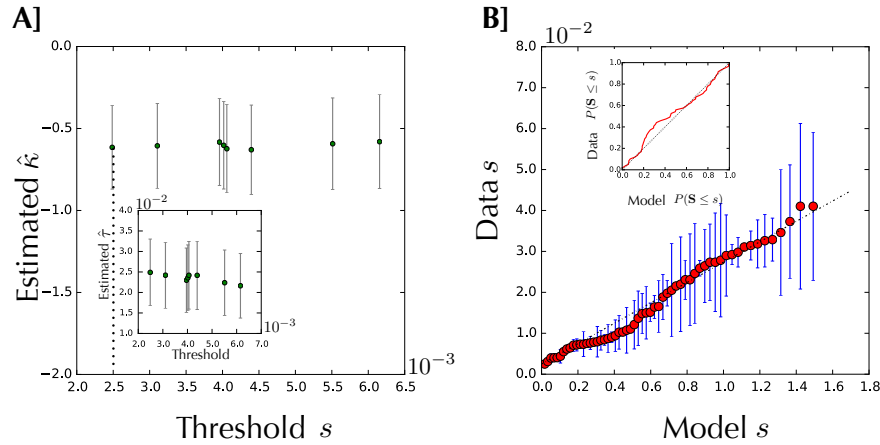 A]
0.0
−0.5
−1.0
−1.5
−2.0
2.0 2.5 3.0 3.5 4.0 4.5 5.0 5.5 6.0 6.5
10⁻³
Estimated κ̂
Threshold s
10⁻²
4.0
3.5
3.0
2.5
2.0
1.5
1.0
2.0 3.0 4.0 5.0 6.0 7.0
10⁻³
Estimated τ̂
Threshold
B]
10⁻²
8.0
7.0
6.0
5.0
4.0
3.0
2.0
1.0
0.0
0.0 0.2 0.4 0.6 0.8 1.0 1.2 1.4 1.6 1.8
Data s
Model s
1.0
0.8
0.6
0.4
0.2
0.0
0.0 0.2 0.4 0.6 0.8 1.0
Data P(S ≤ s)
Model P(S ≤ s)